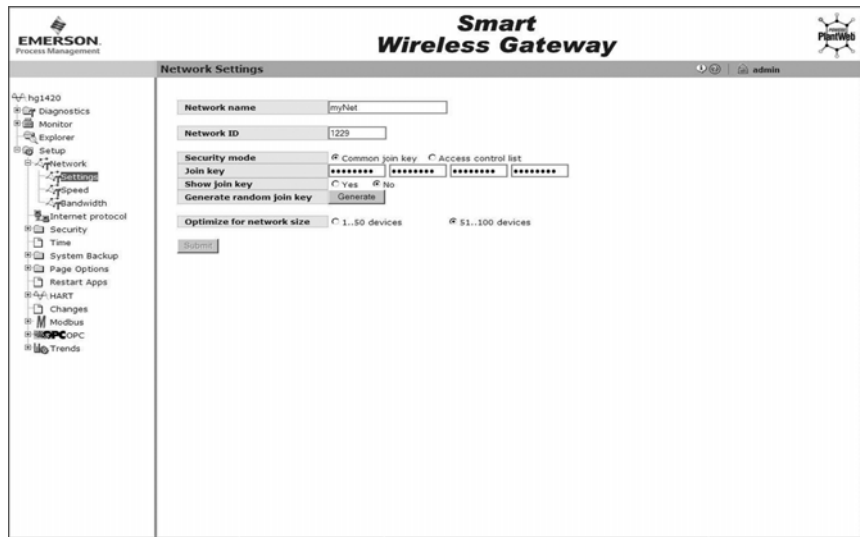 EMERSON.
Process Management
Smart
Wireless Gateway
POWERED
PlantWeb
Network Settings
admin
hg1420
Diagnostics
Monitor
Explorer
Setup
Network
Settings
Speed
Bandwidth
Internet protocol
Security
Time
System Backup
Page Options
Restart Apps
HART
Changes
Modbus
OPC OPC
Trends
Network name myNet
Network ID 1229
Security mode Common join key Access control list
Join key •••••••• •••••••• •••••••• ••••••••
Show join key Yes No
Generate random join key Generate
Optimize for network size 1..50 devices 51..100 devices
Submit